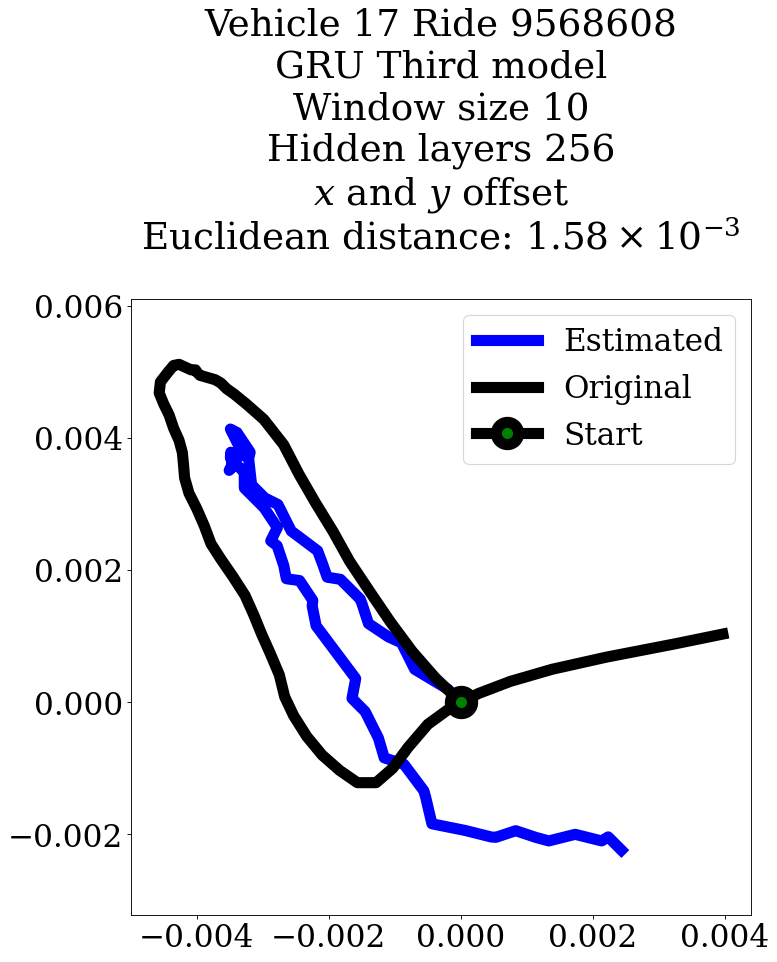 Vehicle 17 Ride 9568608
GRU Third model
Window size 10
Hidden layers 256
x and y offset
Euclidean distance: 1.58 × 10⁻³
0.006
0.004
0.002
0.000
−0.002
Estimated
Original
Start
−0.004 −0.002 0.000 0.002 0.004